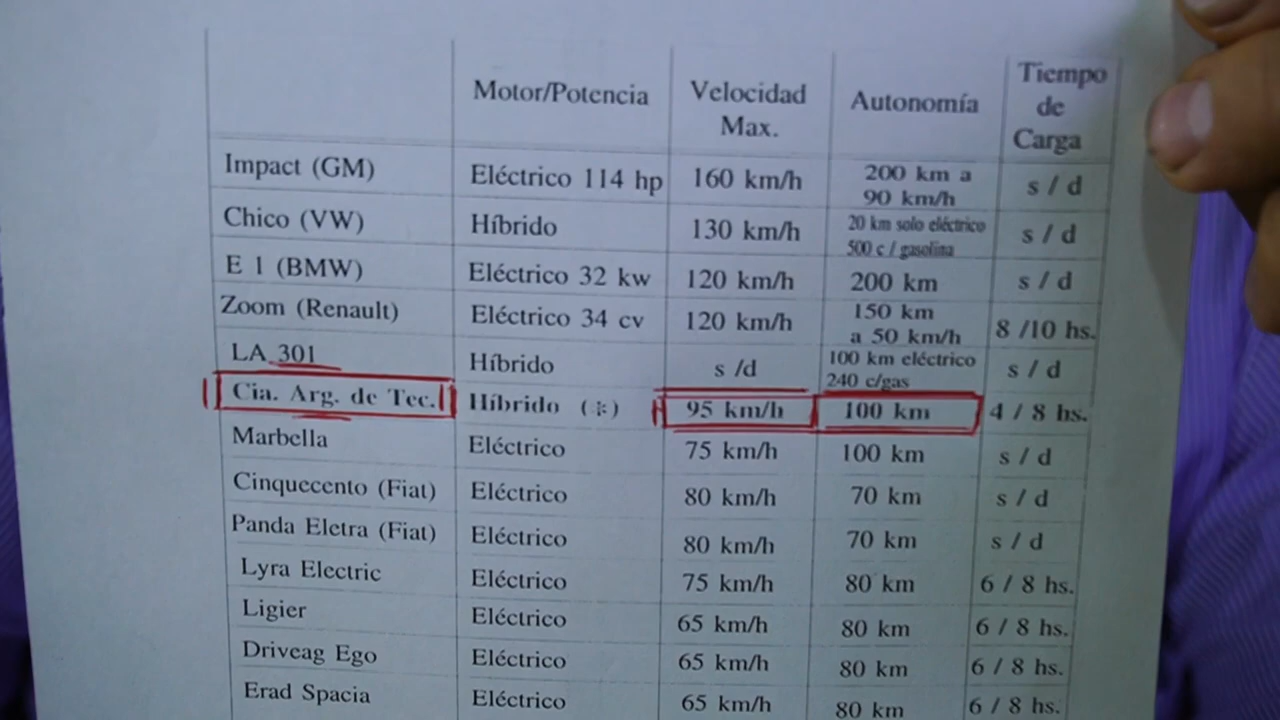 Motor/Potencia Velocidad Max. Autonomía Tiempo de Carga
Impact (GM) Eléctrico 114 hp 160 km/h 200 km a 90 km/h s / d
Chico (VW) Híbrido 130 km/h 20 km solo eléctrico 500 c / gasolina s / d
E 1 (BMW) Eléctrico 32 kw 120 km/h 200 km s / d
Zoom (Renault) Eléctrico 34 cv 120 km/h 150 km a 50 km/h 8 /10 hs.
LA 301 Híbrido s /d 100 km eléctrico 240 c/gas s / d
Cia. Arg. de Tec. Híbrido (*) 95 km/h 100 km 4 / 8 hs.
Marbella Eléctrico 75 km/h 100 km s / d
Cinquecento (Fiat) Eléctrico 80 km/h 70 km s / d
Panda Eletra (Fiat) Eléctrico 80 km/h 70 km s / d
Lyra Electric Eléctrico 75 km/h 80 km 6 / 8 hs.
Ligier Eléctrico 65 km/h 80 km 6 / 8 hs.
Driveag Ego Eléctrico 65 km/h 80 km 6 / 8 hs.
Erad Spacia Eléctrico 65 km/h 80 km 6 / 8 hs.